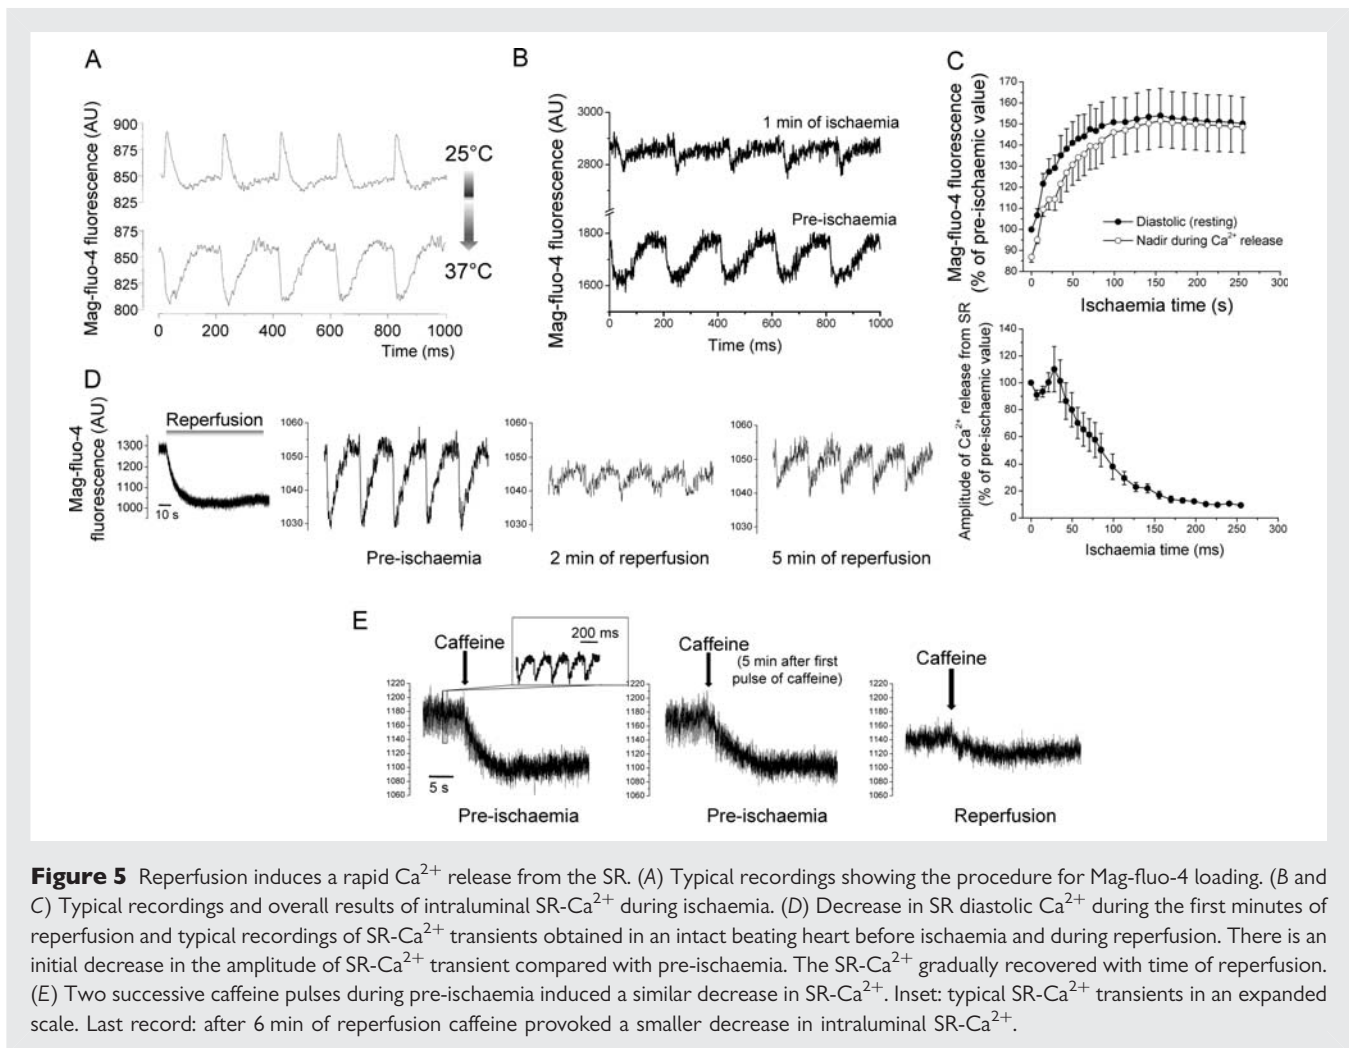 A
Mag-fluo-4 fluorescence (AU)
900
875
850
825
25°C
875
850
825
800
37°C
0 200 400 600 800 1000
Time (ms)
B
Mag-fluo-4 fluorescence (AU)
3000
2800
1800
1600
1 min of ischaemia
Pre-ischaemia
0 200 400 600 800 1000
Time (ms)
C
Mag-fluo-4 fluorescence
(% of pre-ischaemic value)
170
160
150
140
130
120
110
100
90
80
Diastolic (resting)
Nadir during Ca2+ release
0 50 100 150 200 250 300
Ischaemia time (s)
Amplitude of Ca2+ release from SR
(% of pre-ischaemic value)
140
120
100
80
60
40
20
0
0 50 100 150 200 250 300
Ischaemia time (ms)
D
Mag-fluo-4
fluorescence (AU)
Reperfusion
1300
1200
1100
1000
10 s
1060
1050
1040
1030
Pre-ischaemia
1060
1050
1040
1030
2 min of reperfusion
1060
1050
1040
1030
5 min of reperfusion
E
Caffeine
200 ms
1220
1200
1180
1160
1140
1120
1100
1080
1060
5 s
Pre-ischaemia
Caffeine
(5 min after first
pulse of caffeine)
1220
1200
1180
1160
1140
1120
1100
1080
1060
Pre-ischaemia
Caffeine
1220
1200
1180
1160
1140
1120
1100
1080
1060
Reperfusion
Figure 5 Reperfusion induces a rapid Ca2+ release from the SR. (A) Typical recordings showing the procedure for Mag-fluo-4 loading. (B and
C) Typical recordings and overall results of intraluminal SR-Ca2+ during ischaemia. (D) Decrease in SR diastolic Ca2+ during the first minutes of
reperfusion and typical recordings of SR-Ca2+ transients obtained in an intact beating heart before ischaemia and during reperfusion. There is an
initial decrease in the amplitude of SR-Ca2+ transient compared with pre-ischaemia. The SR-Ca2+ gradually recovered with time of reperfusion.
(E) Two successive caffeine pulses during pre-ischaemia induced a similar decrease in SR-Ca2+. Inset: typical SR-Ca2+ transients in an expanded
scale. Last record: after 6 min of reperfusion caffeine provoked a smaller decrease in intraluminal SR-Ca2+.